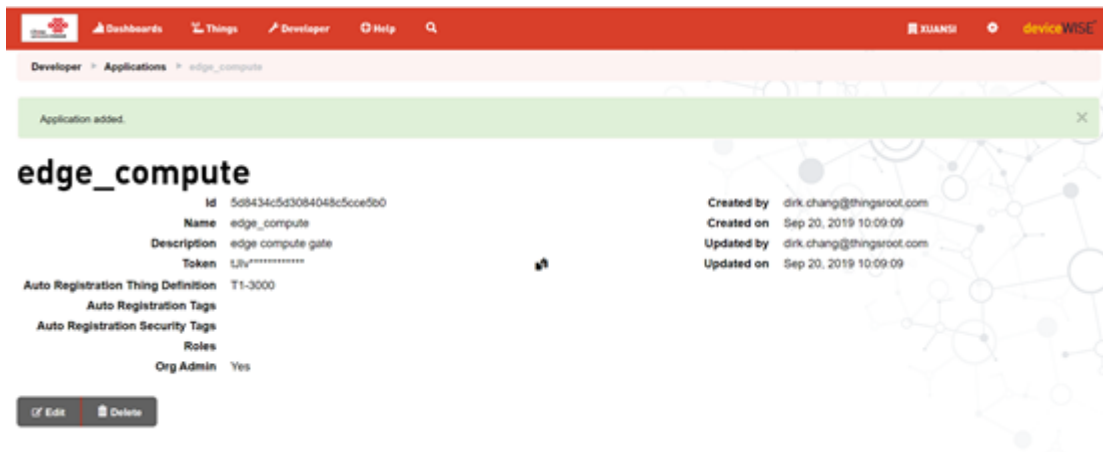 Dashboards Things Developer Help XUANSI deviceWISE
Developer Applications edge_compute
Application added.
edge_compute
Id 5d8434c5d3084048c5cce5b0
Name edge_compute
Description edge compute gate
Token
Auto Registration Thing Definition T1-3000
Auto Registration Tags
Auto Registration Security Tags
Roles
Org Admin Yes
Created by dirk.chang@thingsroot.com
Created on Sep 20, 2019 10:09:09
Updated by dirk.chang@thingsroot.com
Updated on Sep 20, 2019 10:09:09
Edit Delete